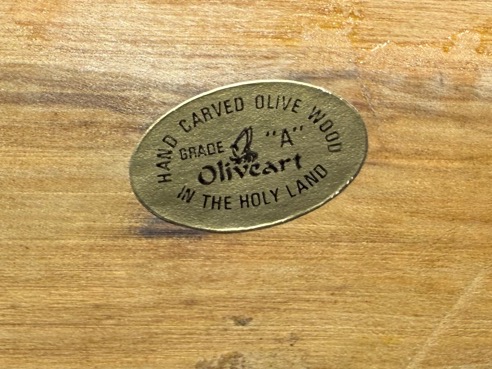 HAND CARVED OLIVE WOOD
GRADE "A"
Oliveart
IN THE HOLY LAND